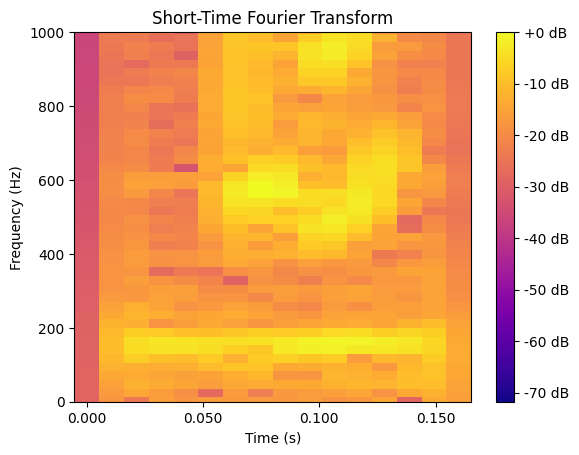 Short-Time Fourier Transform
1000
800
600
400
200
0
Frequency (Hz)
0.000
0.050
0.100
0.150
Time (s)
+0 dB
-10 dB
-20 dB
-30 dB
-40 dB
-50 dB
-60 dB
-70 dB